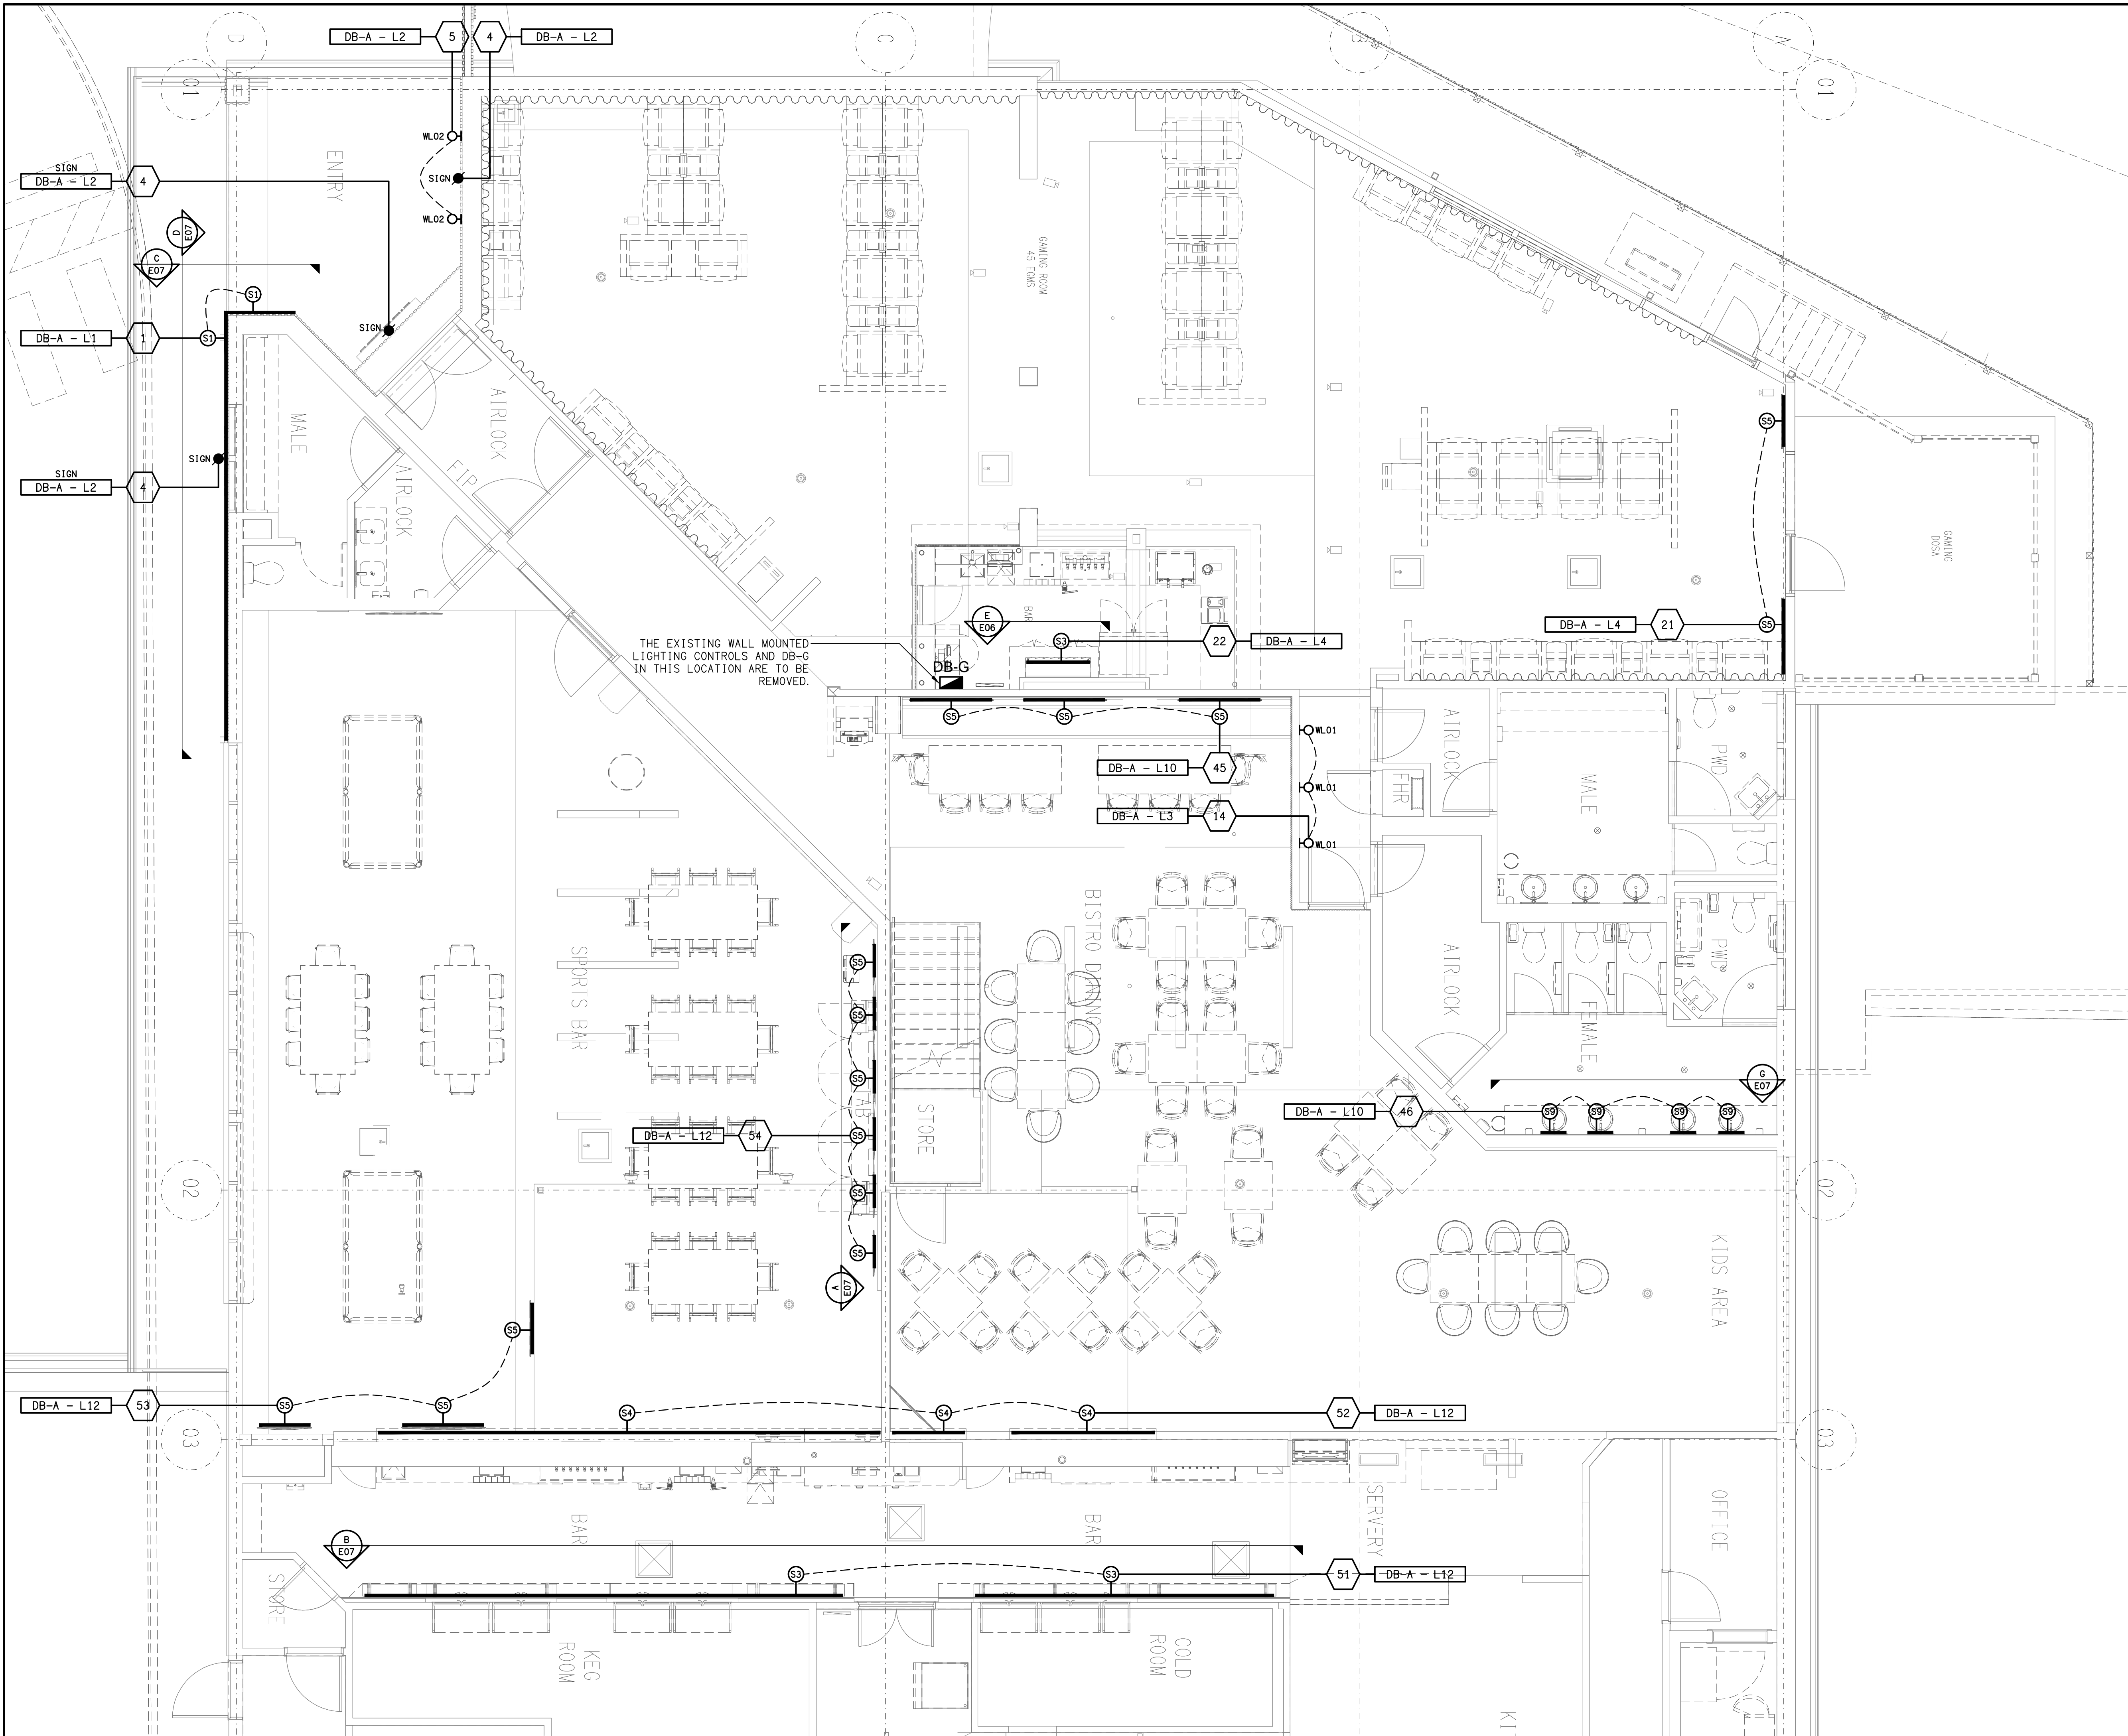 D
C
B
A
01
01
DB-A - L2
5
4
DB-A - L2
WL02
SIGN
WL02
ENTRY
SIGN
DB-A - L2
4
D
E07
C
E07
S1
SIGN
DB-A - L1
1
S1
SIGN
SIGN
DB-A - L2
4
MALE
AIRLOCK
AIRLOCK
FIP
GAMING ROOM
45 EGMS
S5
GAMING
DOSA
BAR
E
E06
S3
22
DB-A - L4
DB-A - L4
21
S5
THE EXISTING WALL MOUNTED
LIGHTING CONTROLS AND DB-G
IN THIS LOCATION ARE TO BE
REMOVED.
DB-G
S5
S5
S5
WL01
WL01
WL01
DB-A - L10
45
DB-A - L3
14
AIRLOCK
FHR
MALE
PWD
PWD
AIRLOCK
FEMALE
SPORTS BAR
BISTRO DINING
S5
S5
S5
S5
S5
S5
DB-A - L12
54
STORE
A
E07
G
E07
DB-A - L10
46
S9
S9
S9
S9
02
02
KIDS AREA
S5
DB-A - L12
53
S5
S5
S4
S4
S4
52
DB-A - L12
03
03
BAR
BAR
SERVERY
OFFICE
B
E07
S3
S3
51
DB-A - L12
STORE
KEG
ROOM
COLD
ROOM